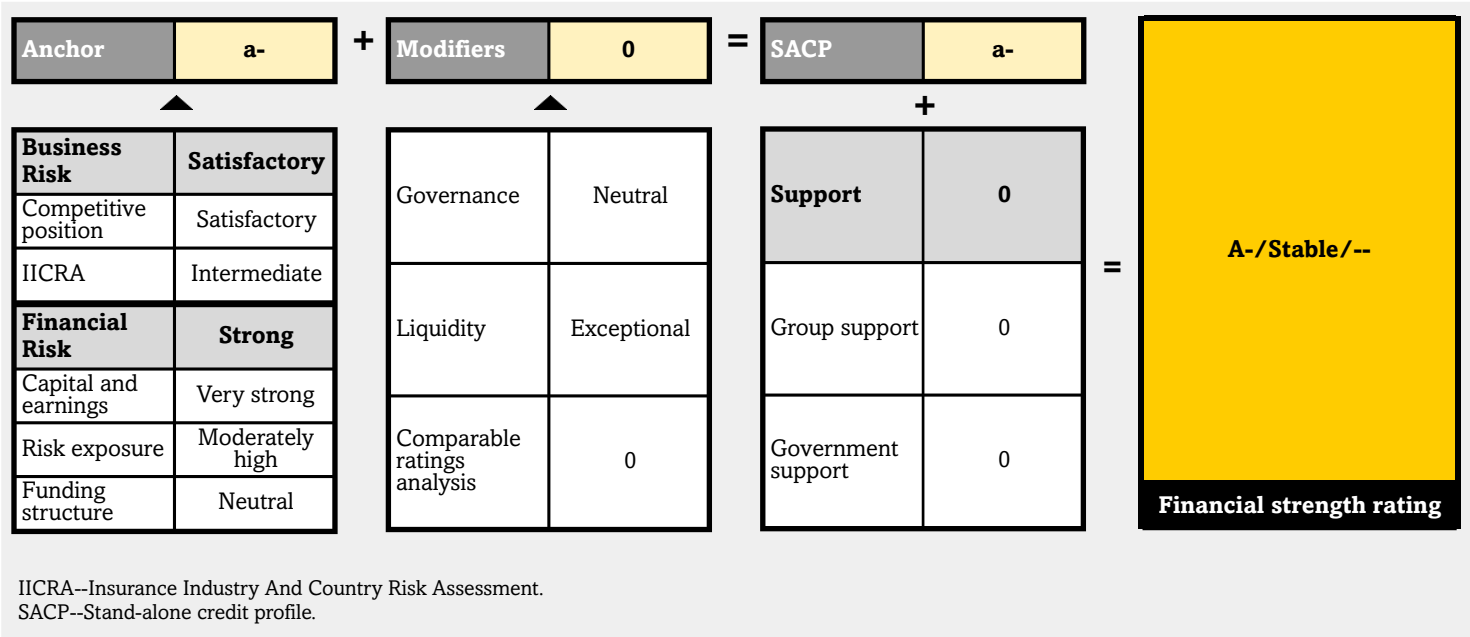 Anchor a- + Modifiers 0 = SACP a-
+
Business
Risk
Satisfactory
Competitive
position
Satisfactory
IICRA Intermediate
Financial
Risk
Strong
Capital and
earnings
Very strong
Risk exposure
Moderately
high
Funding
structure
Neutral
Governance Neutral
Liquidity Exceptional
Comparable
ratings
analysis
0
Support 0
Group support 0
Government
support
0
=
A-/Stable/--
Financial strength rating
IICRA--Insurance Industry And Country Risk Assessment.
SACP--Stand-alone credit profile.